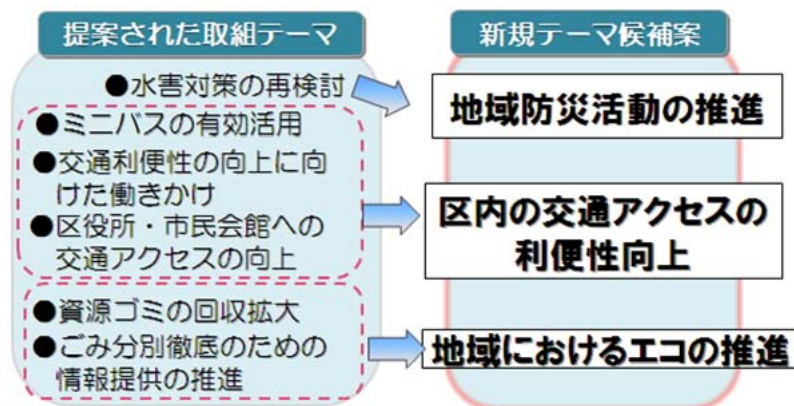 提案された取組テーマ
●水害対策の再検討
●ミニバスの有効活用
●交通利便性の向上に向
けた働きかけ
●区役所・市民会館への
交通アクセスの向上
●資源ゴミの回収拡大
●ごみ分別徹底のための
情報提供の推進
新規テーマ候補案
地域防災活動の推進
区内の交通アクセスの
利便性向上
地域におけるエコの推進